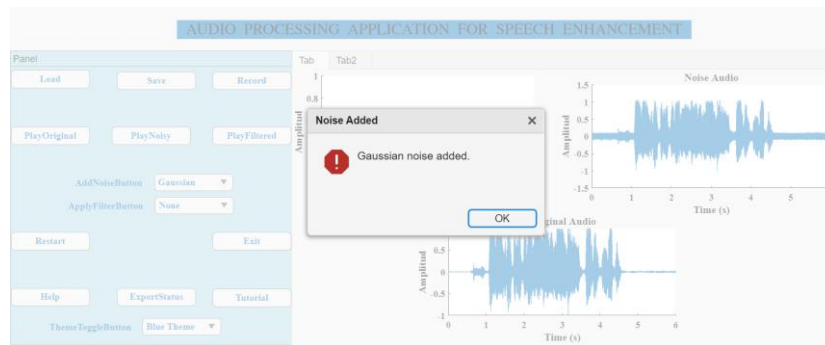 AUDIO PROCESSING APPLICATION FOR SPEECH ENHANCEMENT
Panel
Load Save Record
PlayOriginal PlayNoisy PlayFiltered
AddNoiseButton Gaussian
ApplyFilterButton None
Restart Exit
Help ExportStatus Tutorial
ThemeToggleButton Blue Theme
Tab Tab2
1
0.8
Amplitud
Noise Added
Gaussian noise added.
OK
Noise Audio
Amplitud
1.5
1
0.5
0
-0.5
-1
-1.5
0 1 2 3 4 5
Time (s)
ginal Audio
Amplitud
0.5
0
-0.5
-1
0 1 2 3 4 5 6
Time (s)